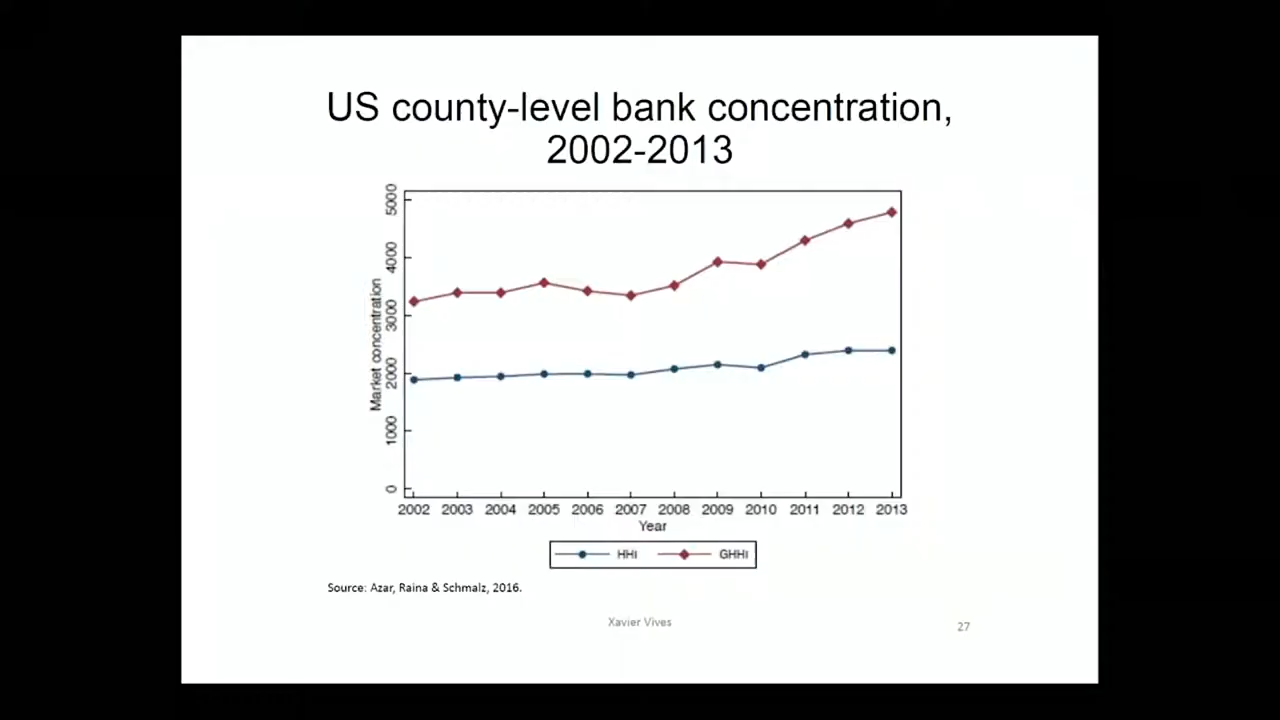 US county-level bank concentration,
2002-2013
Market concentration
5000
4000
3000
2000
1000
0
2002 2003 2004 2005 2006 2007 2008 2009 2010 2011 2012 2013
Year
HHI GHHI
Source: Azar, Raina & Schmalz, 2016.
Xavier Vives
27